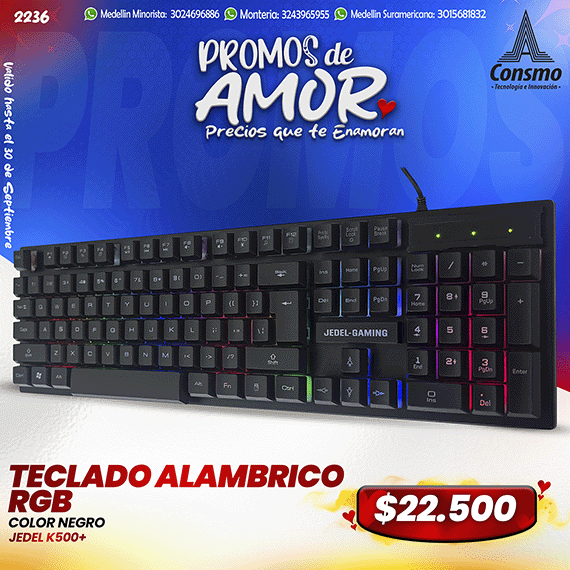 2236
Medellin Minorista: 3024696886
Monteria: 3243965955
Medellin Suramericana: 3015681832
Consmo
- Tecnología e Innovación -
PROMOS de
AMOR
Precios que te Enamoran
Valido hasta el 30 de Septiembre
PROMOS
JEDEL-GAMING
TECLADO ALAMBRICO
RGB
COLOR NEGRO
JEDEL K500+
$22.500